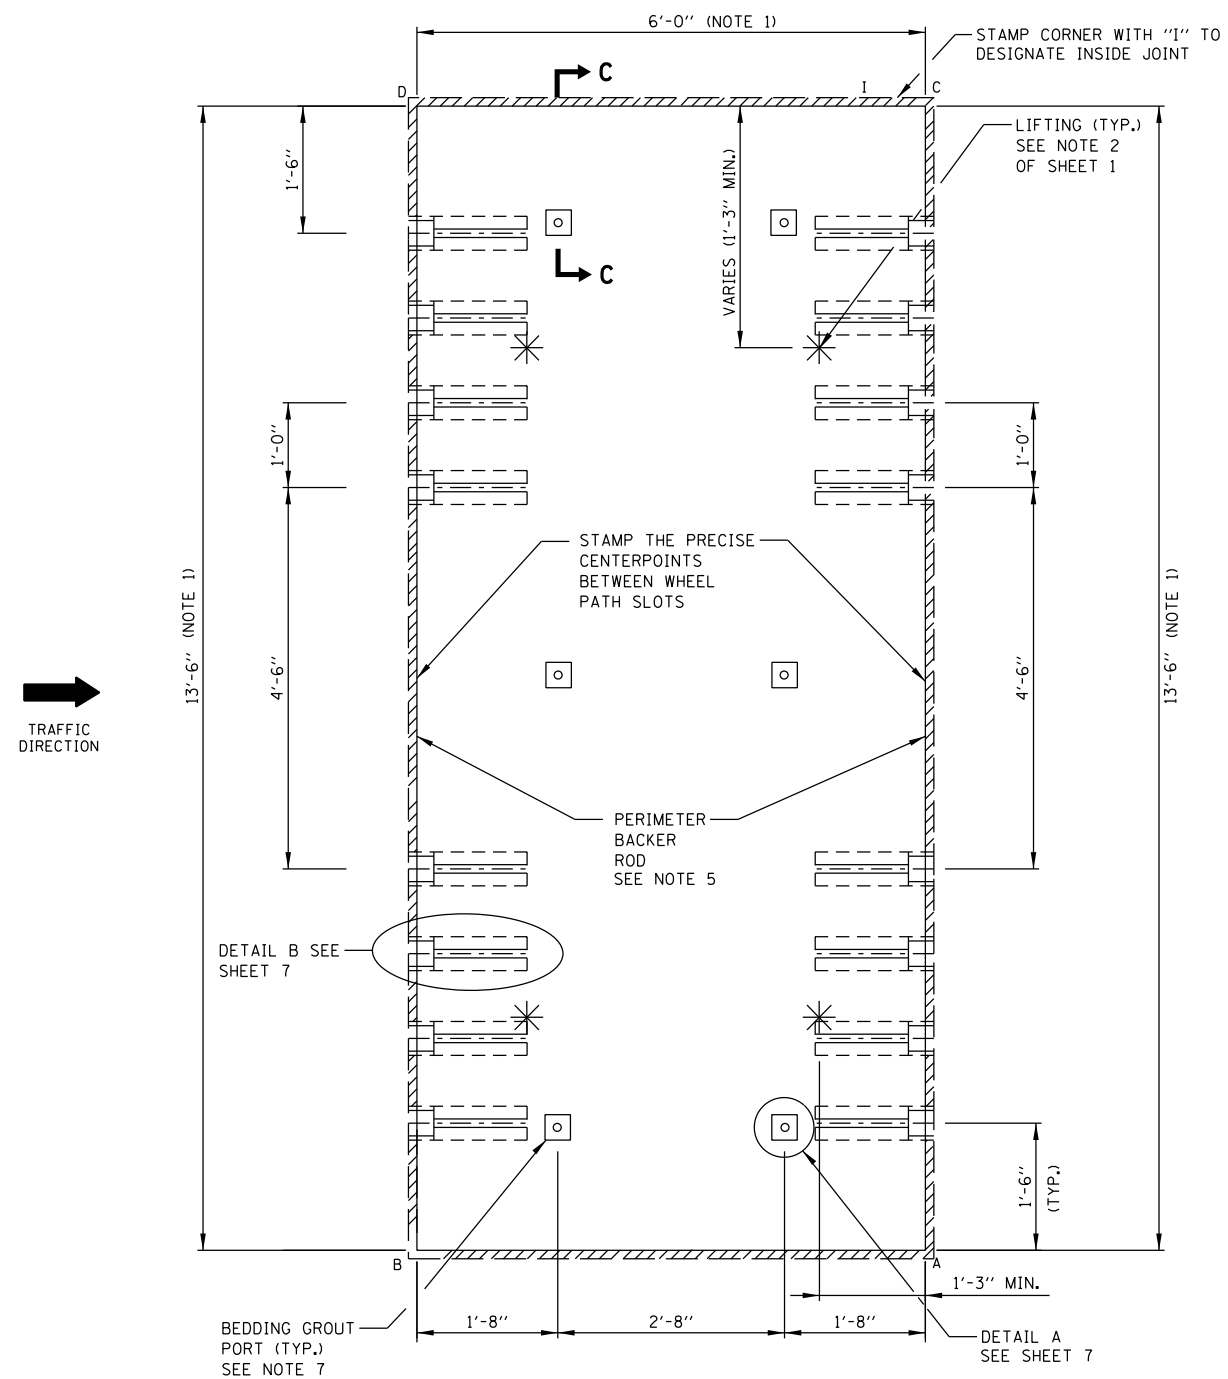 6'-0" (NOTE 1)
STAMP CORNER WITH "I" TO
DESIGNATE INSIDE JOINT
C
D
I
C
LIFTING (TYP.)
SEE NOTE 2
OF SHEET 1
1'-6"
VARIES (1'-3" MIN.)
C
1'-0"
1'-0"
STAMP THE PRECISE
CENTERPOINTS
BETWEEN WHEEL
PATH SLOTS
13'-6" (NOTE 1)
4'-6"
4'-6"
13'-6" (NOTE 1)
TRAFFIC
DIRECTION
PERIMETER
BACKER
ROD
SEE NOTE 5
DETAIL B SEE
SHEET 7
1'-6"
(TYP.)
B
A
1'-3" MIN.
1'-8"
2'-8"
1'-8"
BEDDING GROUT
PORT (TYP.)
SEE NOTE 7
DETAIL A
SEE SHEET 7